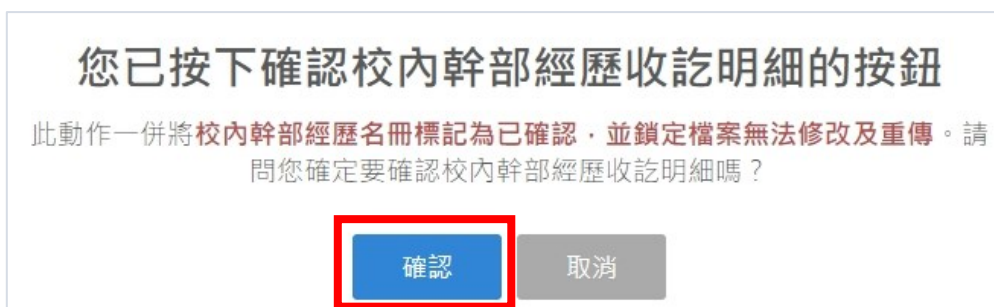 您已按下確認校內幹部經歷收訖明細的按鈕
此動作一併將校內幹部經歷名冊標記為已確認，並鎖定檔案無法修改及重傳。請
問您確定要確認校內幹部經歷收訖明細嗎？
確認
取消